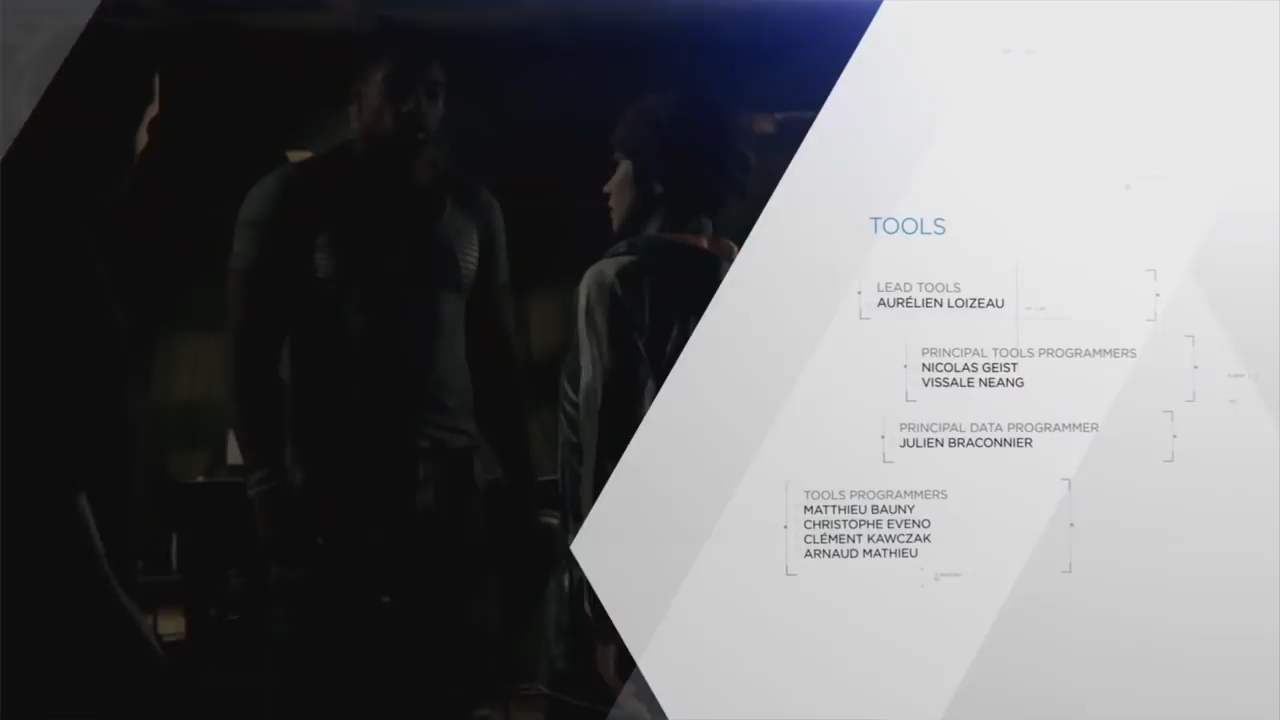 TOOLS
LEAD TOOLS
AURÉLIEN LOIZEAU
PRINCIPAL TOOLS PROGRAMMERS
NICOLAS GEIST
VISSALE NEANG
PRINCIPAL DATA PROGRAMMER
JULIEN BRACONNIER
TOOLS PROGRAMMERS
MATTHIEU BAUNY
CHRISTOPHE EVENO
CLÉMENT KAWCZAK
ARNAUD MATHIEU